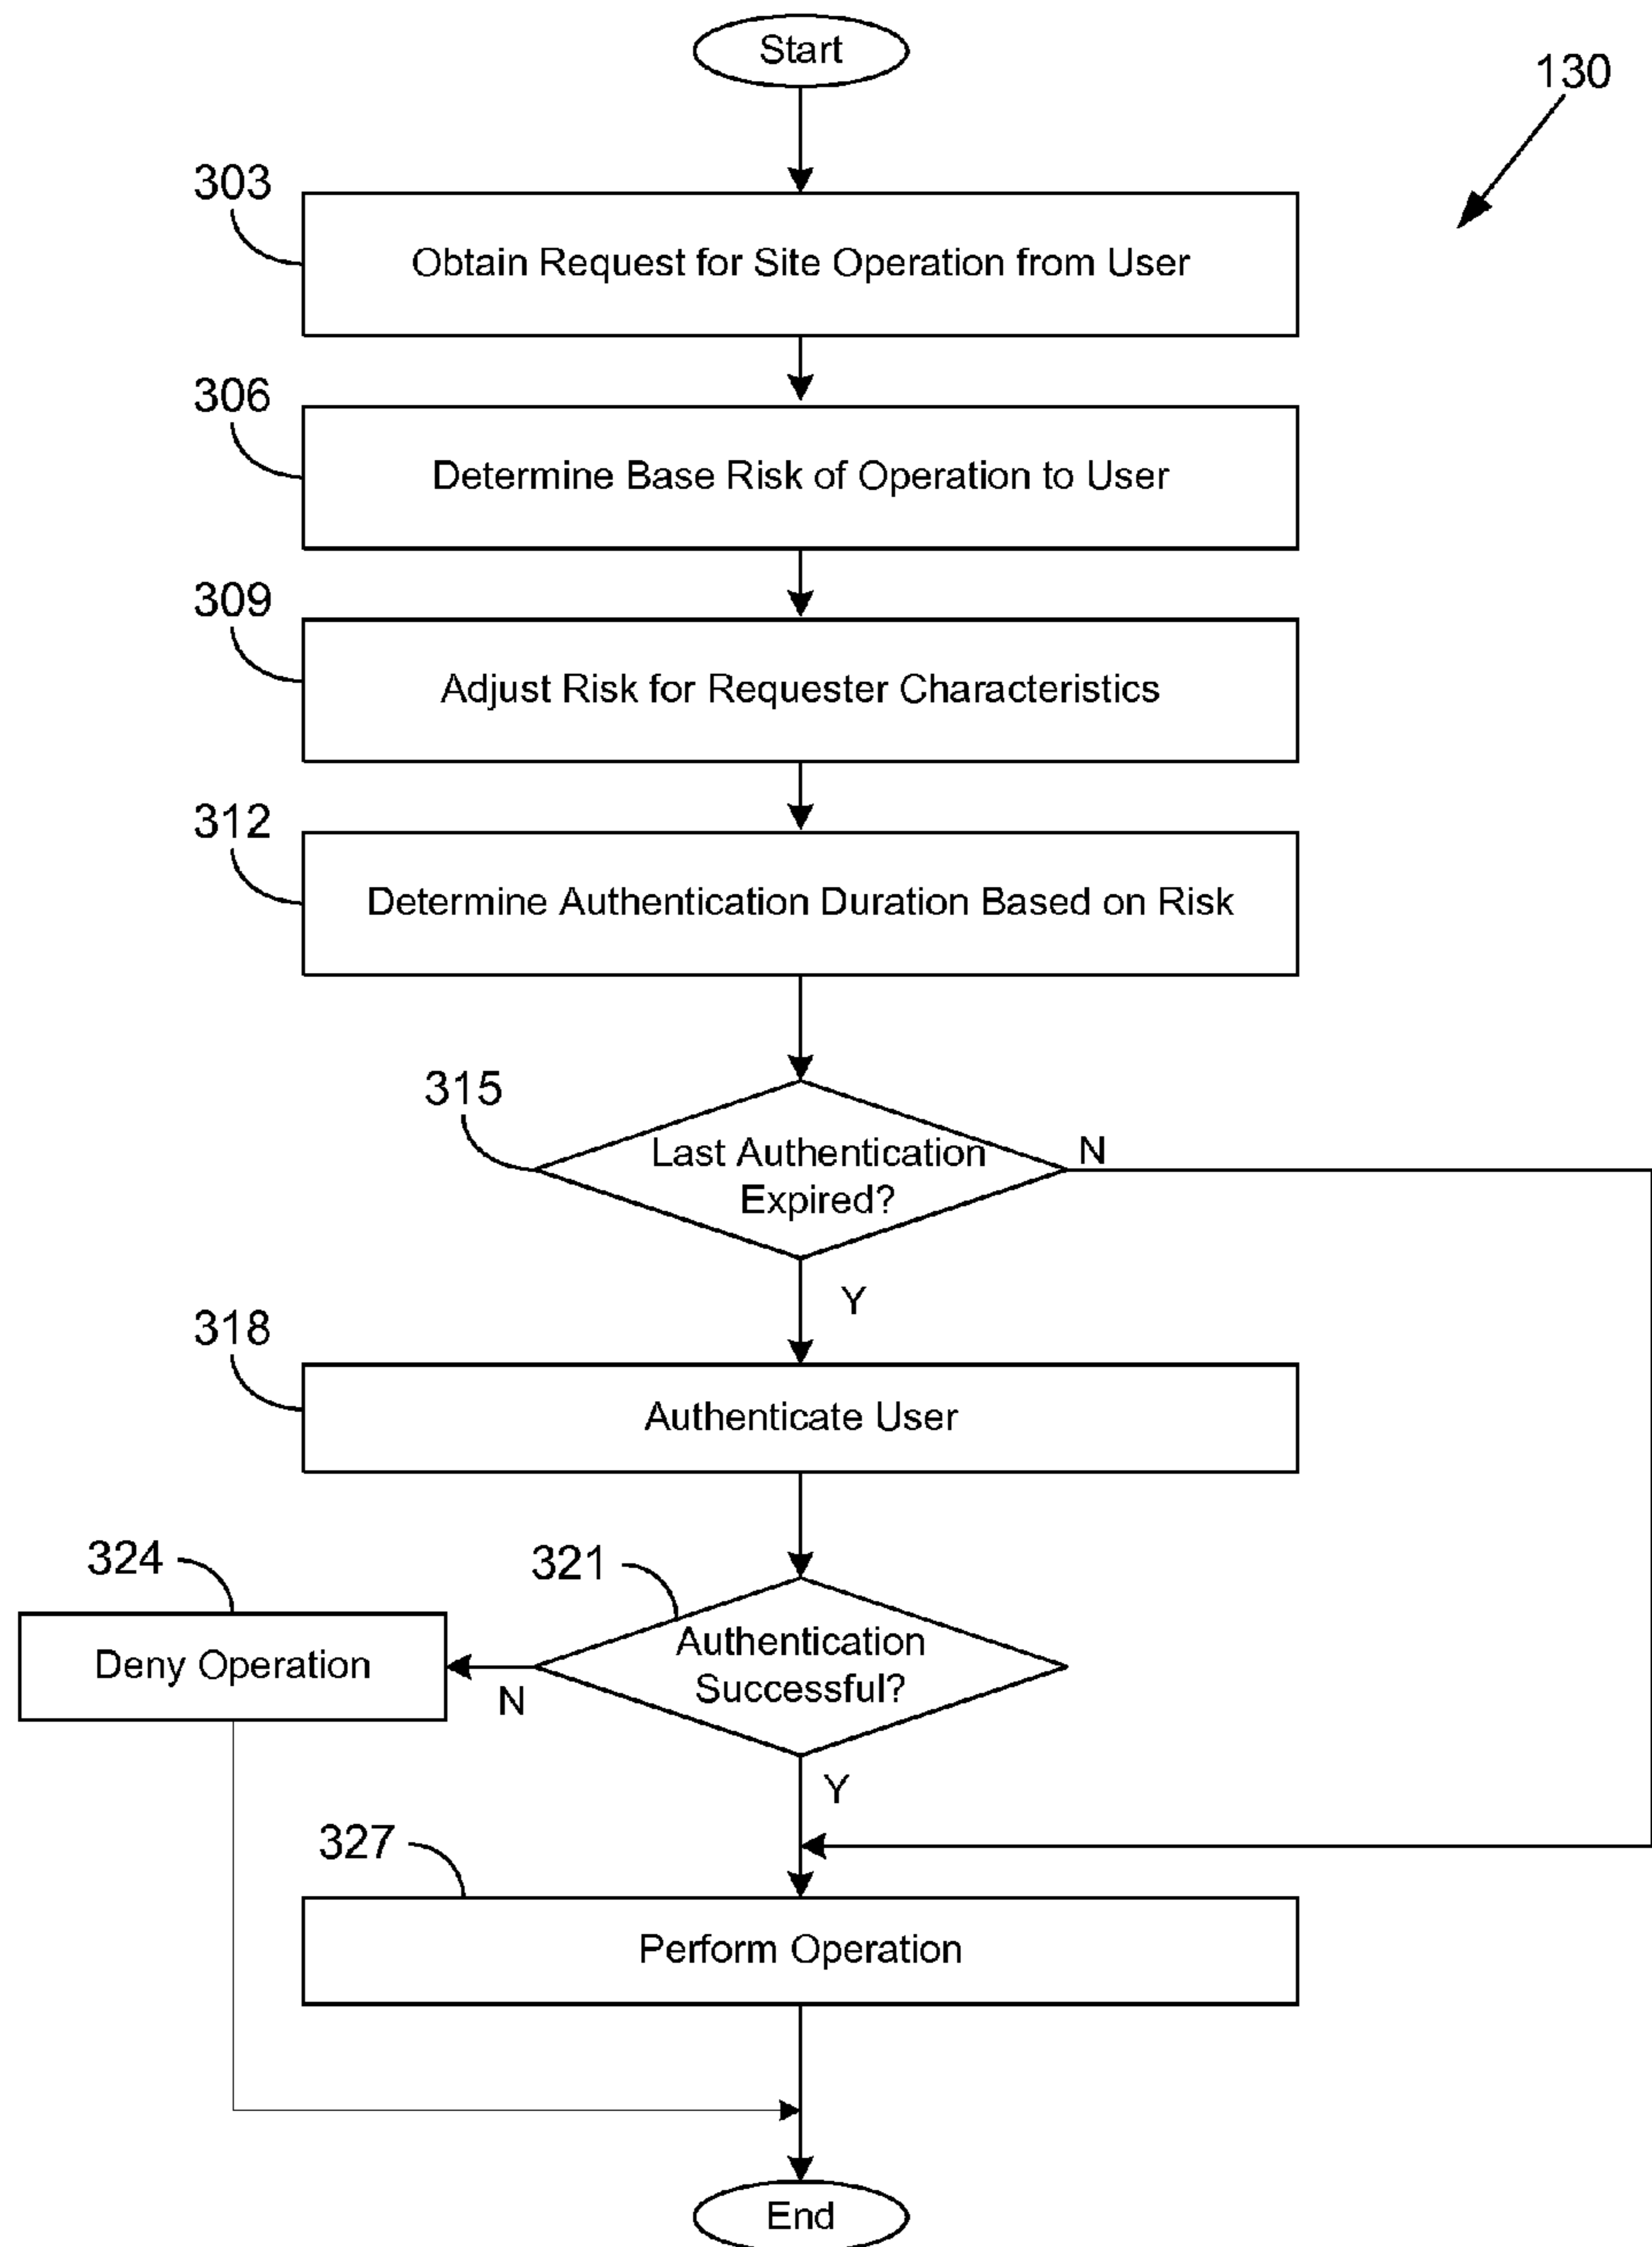 Start
130
303
Obtain Request for Site Operation from User
306
Determine Base Risk of Operation to User
309
Adjust Risk for Requester Characteristics
312
Determine Authentication Duration Based on Risk
315
Last Authentication
Expired?
N
Y
318
Authenticate User
324
321
Deny Operation
Authentication
Successful?
N
Y
327
Perform Operation
End